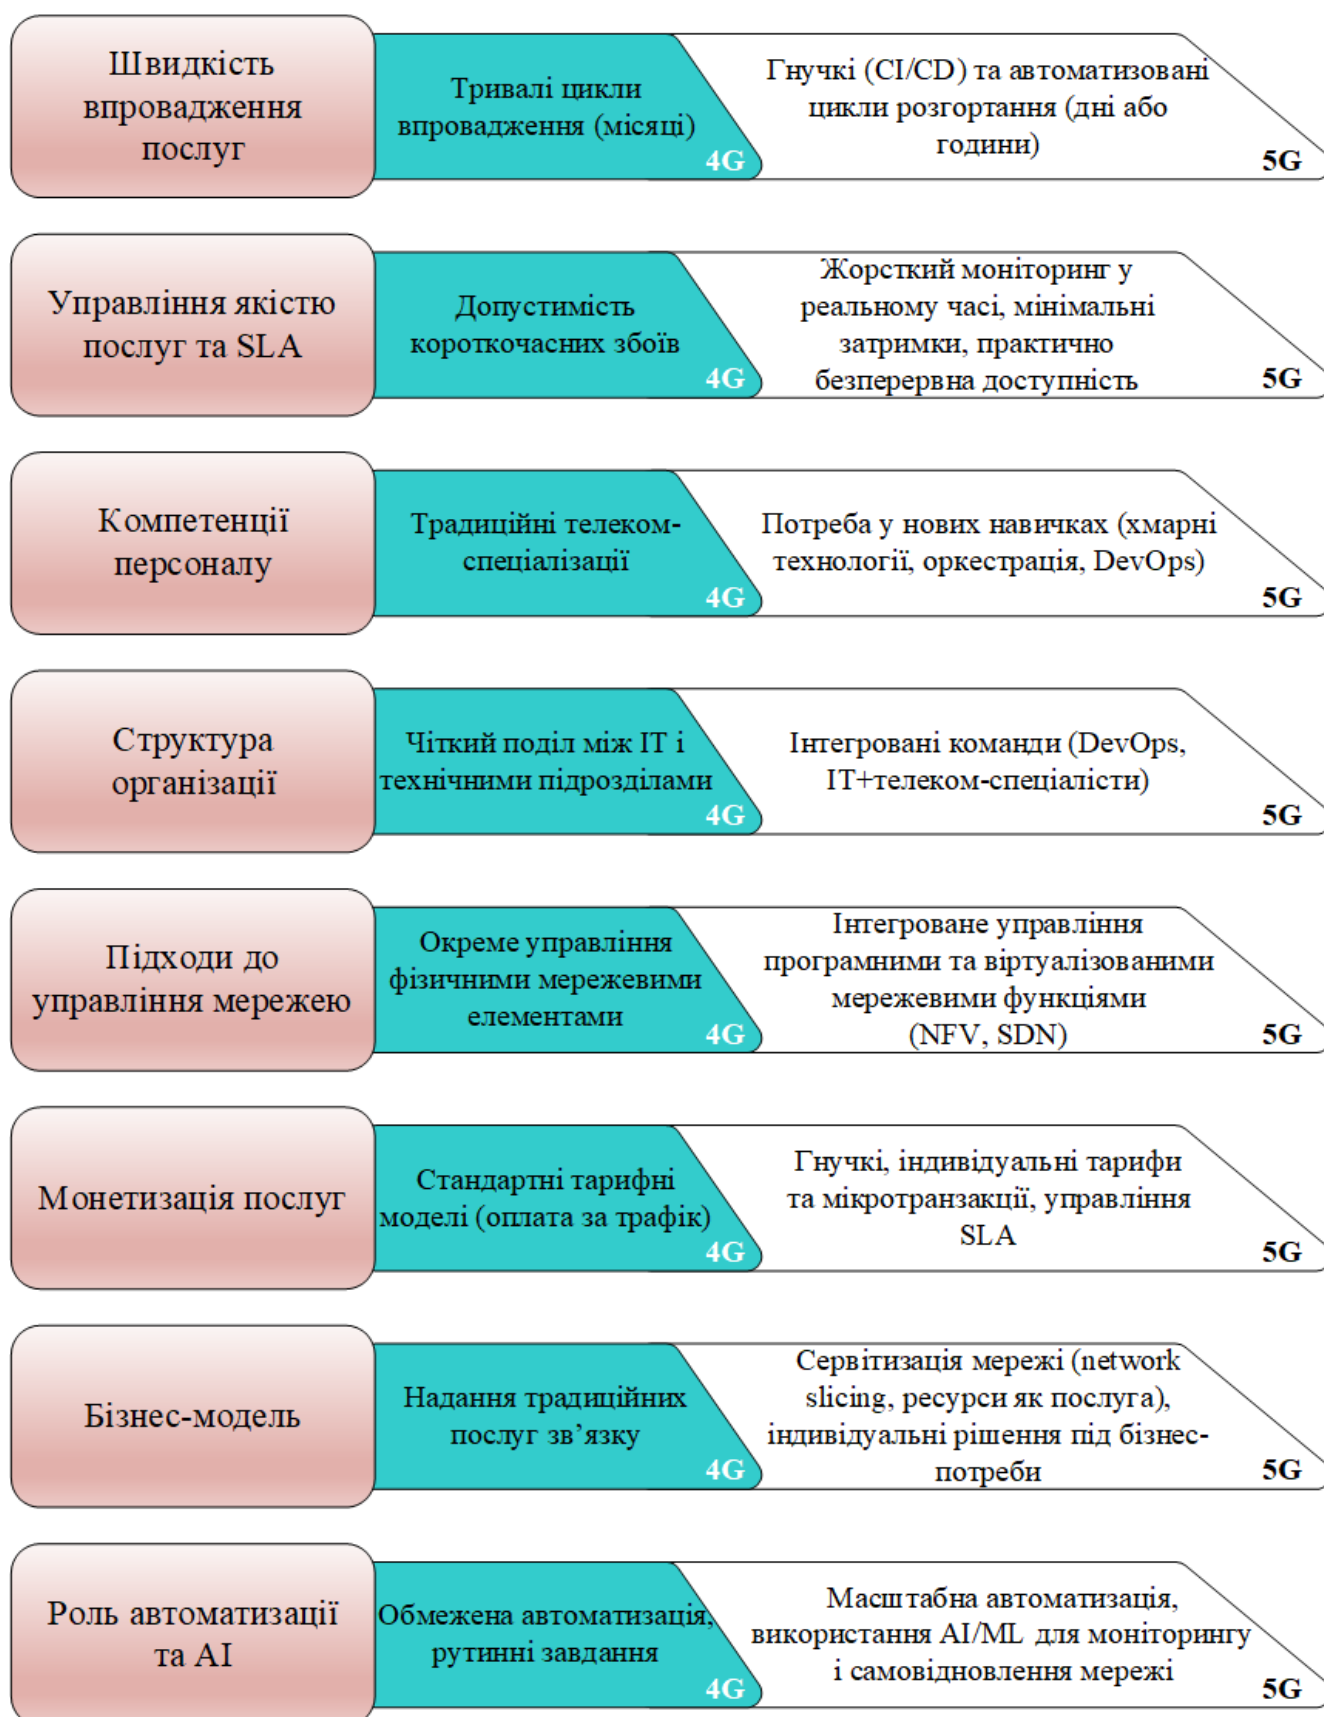 Швидкість
впровадження
послуг
Тривалі цикли
впровадження (місяці)
4G
Гнучкі (CI/CD) та автоматизовані
цикли розгортання (дні або
години)
5G
Управління якістю
послуг та SLA
Допустимість
короткочасних збоїв
4G
Жорсткий моніторинг у
реальному часі, мінімальні
затримки, практично
безперервна доступність
5G
Компетенції
персоналу
Традиційні телеком-
спеціалізації
4G
Потреба у нових навичках (хмарні
технології, оркестрація, DevOps)
5G
Структура
організації
Чіткий поділ між ІТ і
технічними підрозділами
4G
Інтегровані команди (DevOps,
ІТ+телеком-спеціалісти)
5G
Підходи до
управління мережею
Окреме управління
фізичними мережевими
елементами
4G
Інтегроване управління
програмними та віртуалізованими
мережевими функціями
(NFV, SDN)
5G
Монетизація послуг
Стандартні тарифні
моделі (оплата за трафік)
4G
Гнучкі, індивідуальні тарифи
та мікротранзакції, управління
SLA
5G
Бізнес-модель
Надання традиційних
послуг зв’язку
4G
Сервітизація мережі (network
slicing, ресурси як послуга),
індивідуальні рішення під бізнес-
потреби
5G
Роль автоматизації
та AI
Обмежена автоматизація,
рутинні завдання
4G
Масштабна автоматизація,
використання AI/ML для моніторингу
і самовідновлення мережі
5G